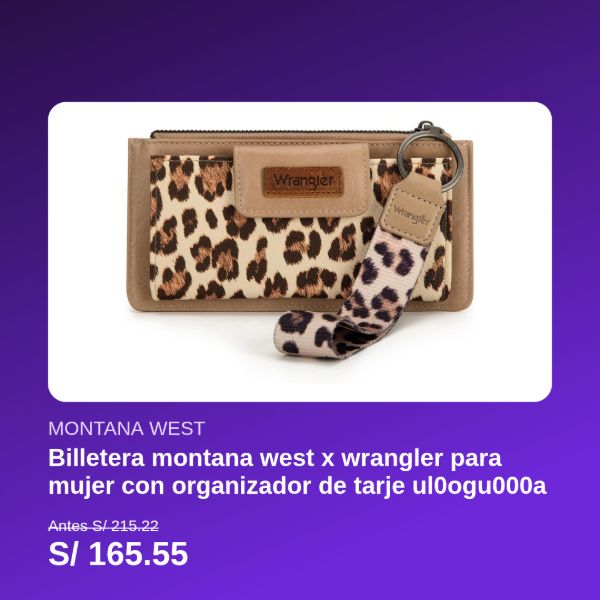 Wrangler
Wrangler
MONTANA WEST
Billetera montana west x wrangler para
mujer con organizador de tarje ul0ogu000a
Antes S/ 215.22
S/ 165.55